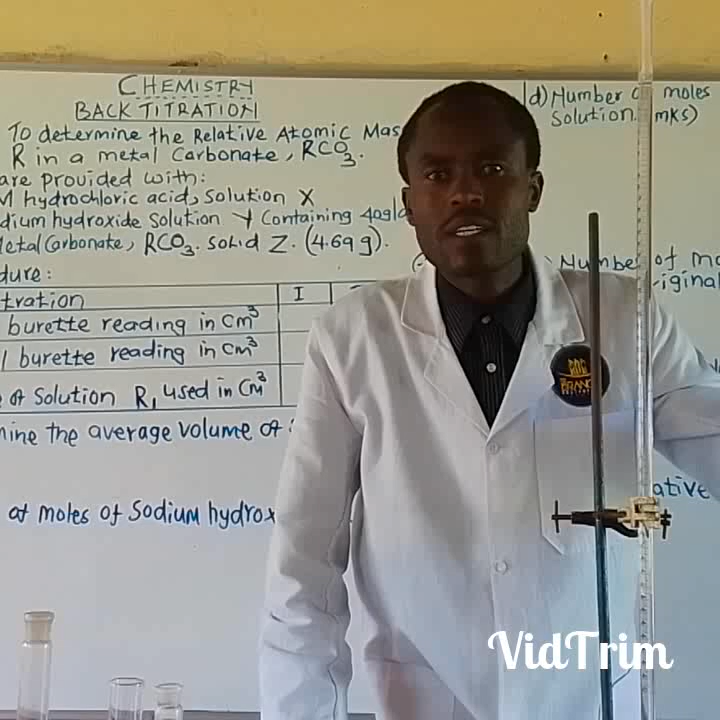 CHEMISTRY
BACK TITRATION
To determine the Relative Atomic Mas
R in a metal Carbonate, RCO3.
are provided with:
M hydrochloric acid, solution X
dium hydroxide Solution Y Containing 40g/d
Metal Carbonate, RCO3. solid Z. (4.69g).
dure:
tration I
burette reading in Cm3
l burette reading in Cm3
e of Solution R, used in Cm3
mine the average volume of
at moles of Sodium hydrox
d) Number of moles
Solution. mks)
Number of mo
riginal
ative
VidTrim